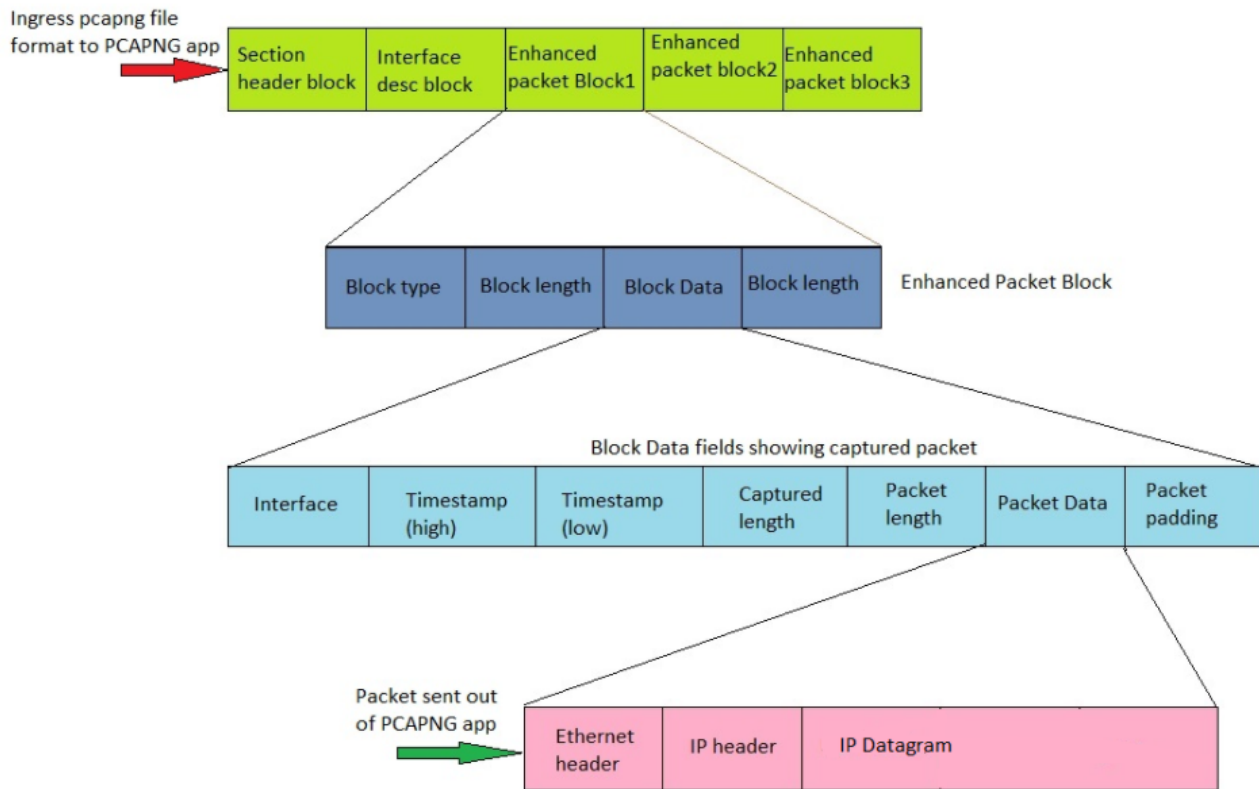 Ingress pcapng file
format to PCAPNG app
Section
header block
Interface
desc block
Enhanced
packet Block1
Enhanced
packet block2
Enhanced
packet block3
Block type
Block length
Block Data
Block length
Enhanced Packet Block
Block Data fields showing captured packet
Interface
Timestamp
(high)
Timestamp
(low)
Captured
length
Packet
length
Packet Data
Packet
padding
Packet sent out
of PCAPNG app
Ethernet
header
IP header
IP Datagram